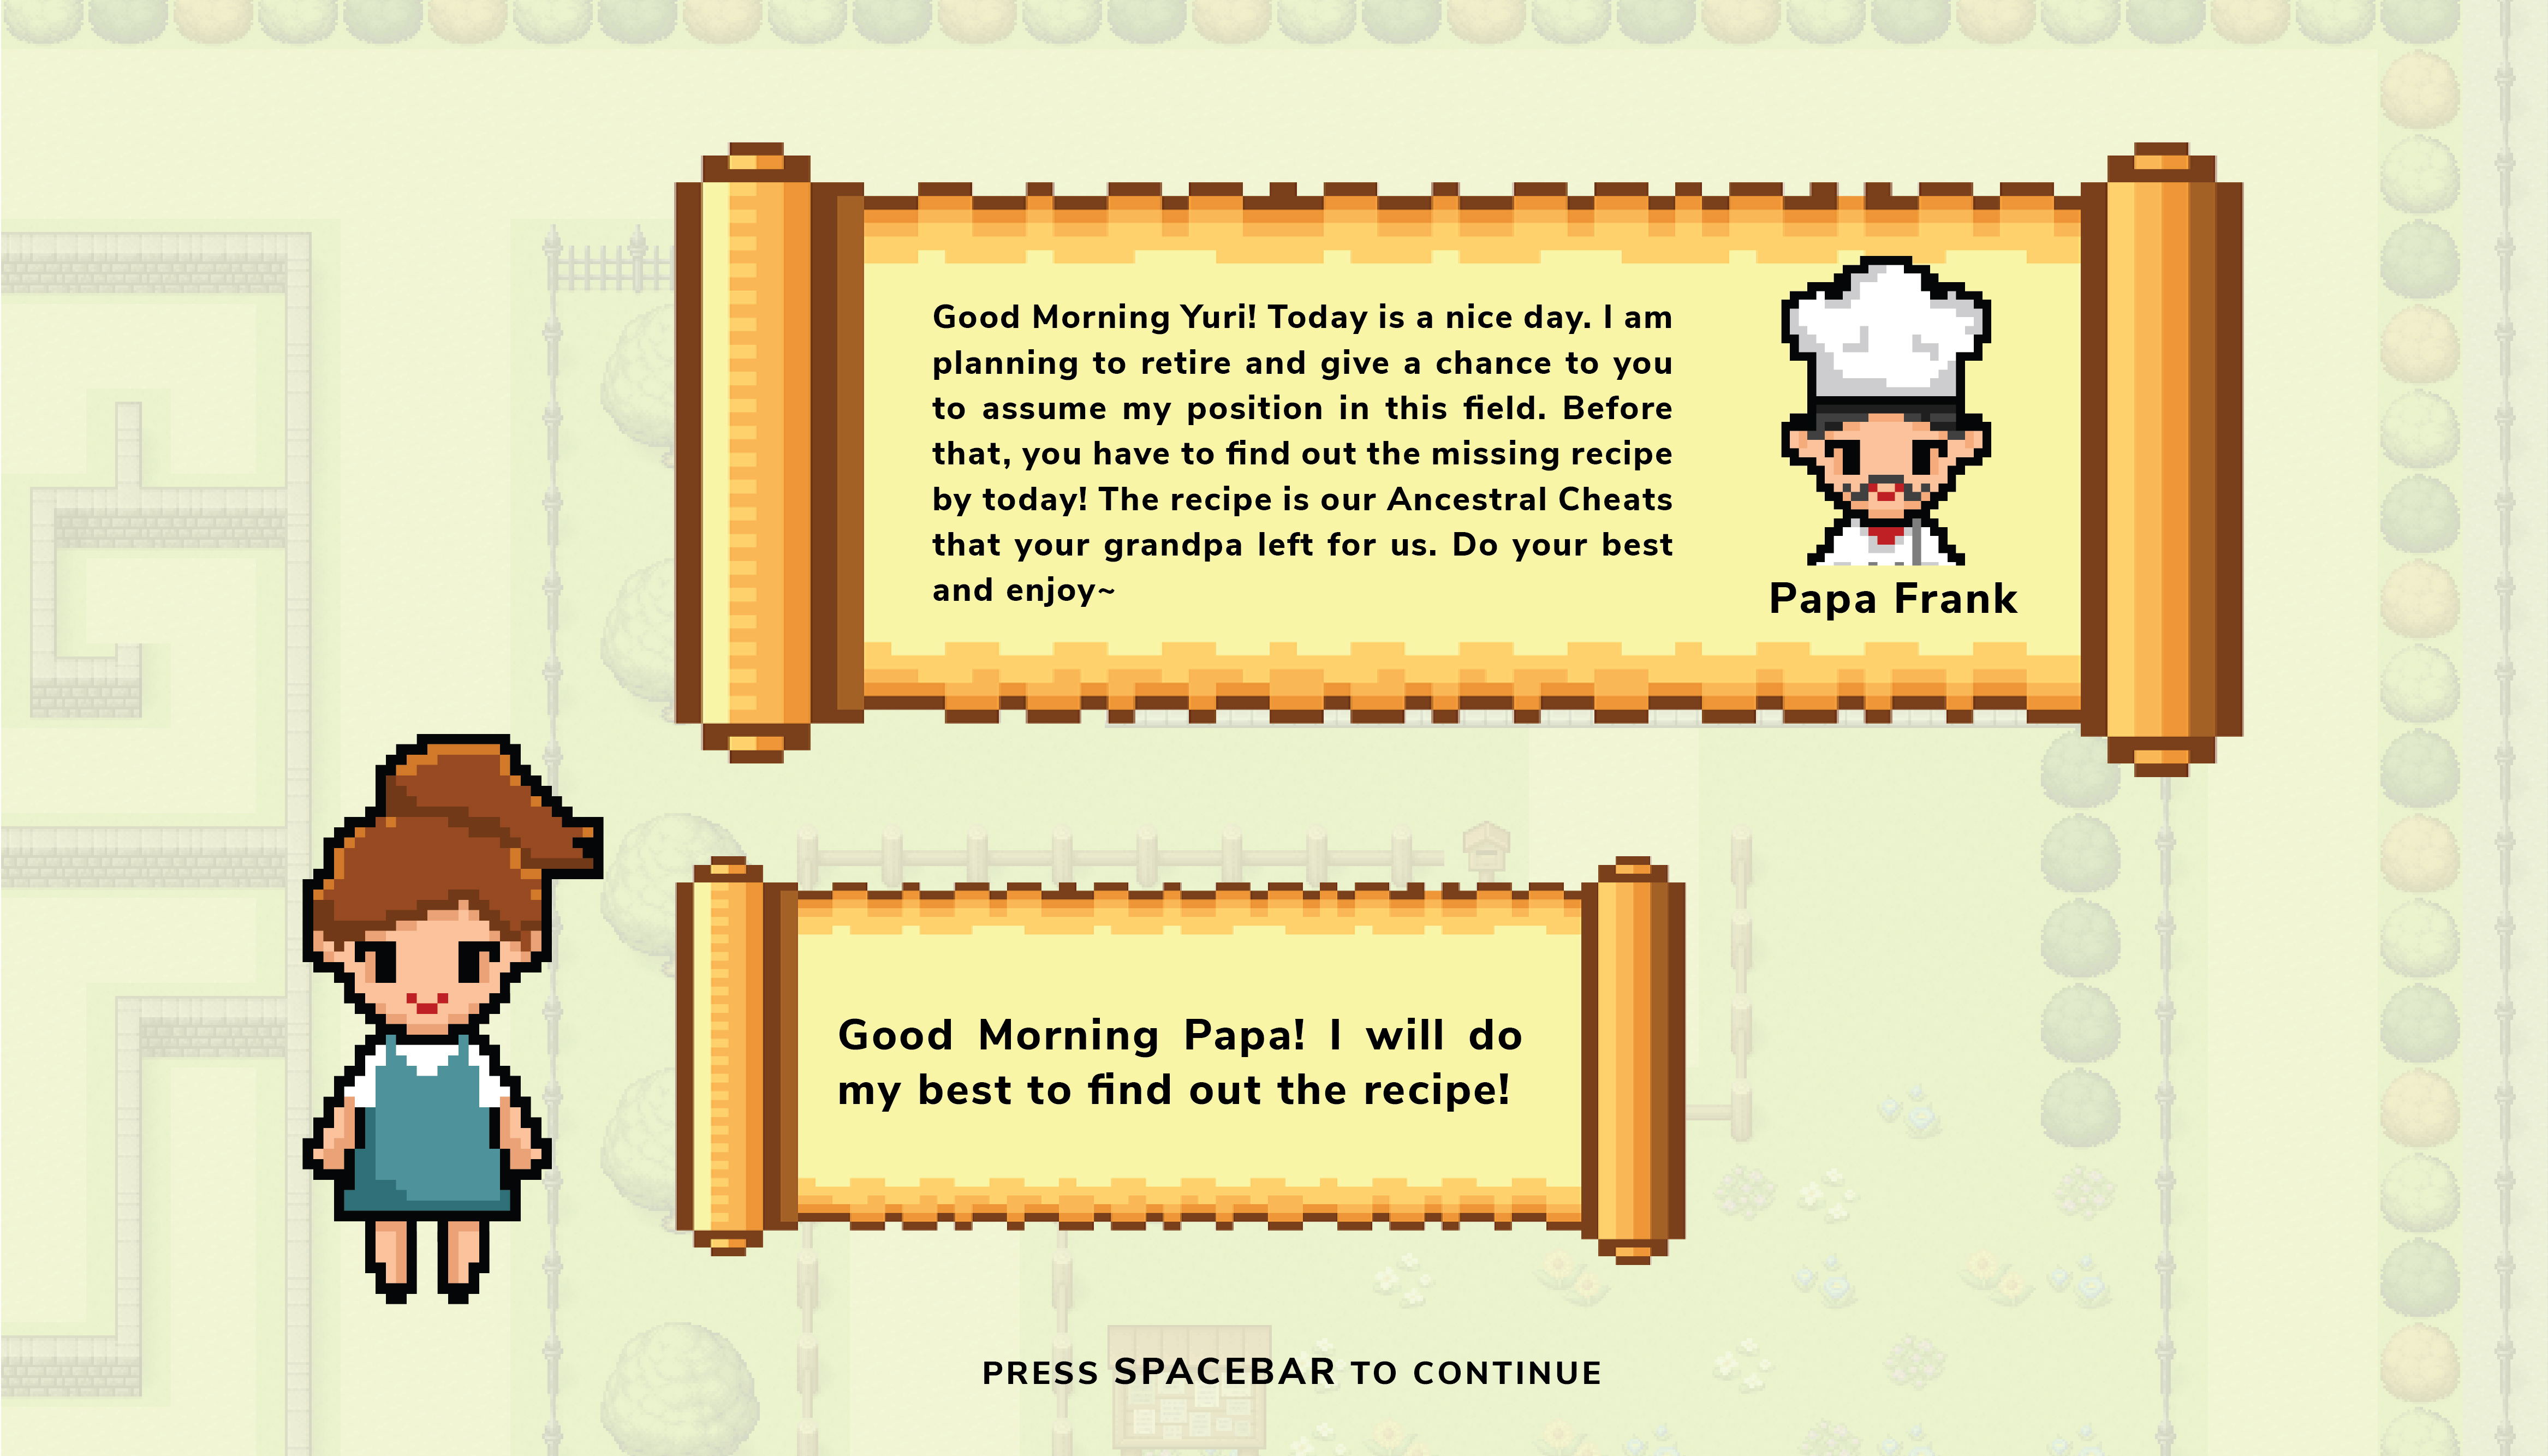 Good Morning Yuri! Today is a nice day. I am
planning to retire and give a chance to you
to assume my position in this field. Before
that, you have to find out the missing recipe
by today! The recipe is our Ancestral Cheats
that your grandpa left for us. Do your best
and enjoy~
Papa Frank
Good Morning Papa! I will do
my best to find out the recipe!
PRESS SPACEBAR TO CONTINUE